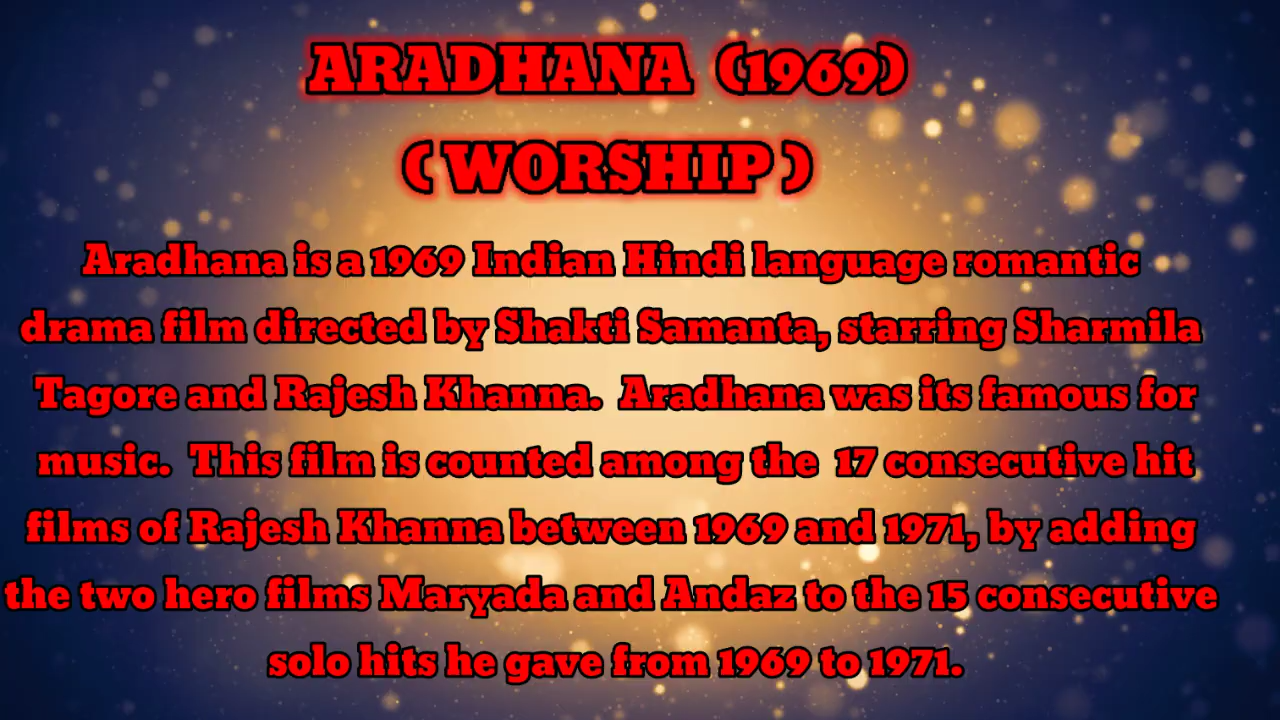 ARADHANA (1969)
( WORSHIP )
Aradhana is a 1969 Indian Hindi language romantic
drama film directed by Shakti Samanta, starring Sharmila
Tagore and Rajesh Khanna. Aradhana was its famous for
music. This film is counted among the 17 consecutive hit
films of Rajesh Khanna between 1969 and 1971, by adding
the two hero films Maryada and Andaz to the 15 consecutive
solo hits he gave from 1969 to 1971.